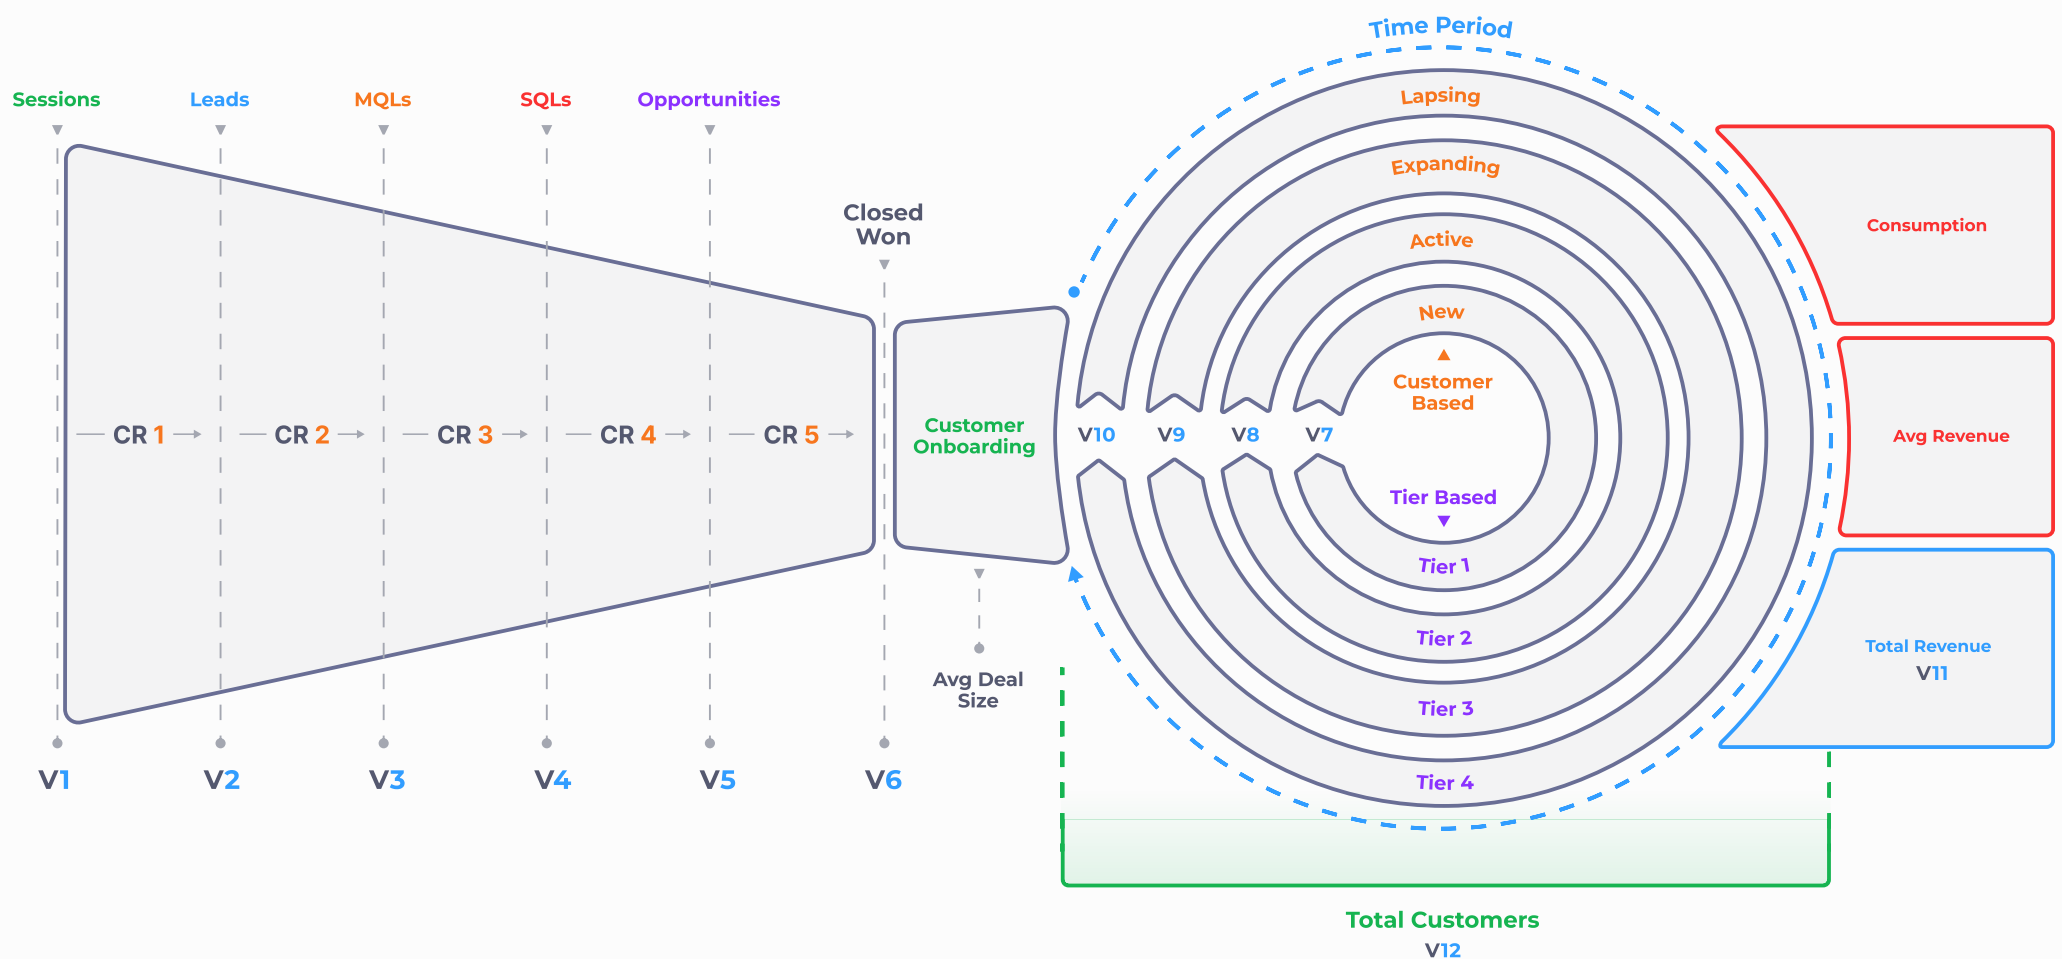 Time Period
Sessions
Leads
MQLs
SQLs
Opportunities
Closed
Won
CR 1
CR 2
CR 3
CR 4
CR 5
V1
V2
V3
V4
V5
V6
Customer
Onboarding
Avg Deal
Size
Lapsing
Expanding
Active
New
Customer
Based
V10
V9
V8
V7
Tier Based
Tier 1
Tier 2
Tier 3
Tier 4
Consumption
Avg Revenue
Total Revenue
V11
Total Customers
V12